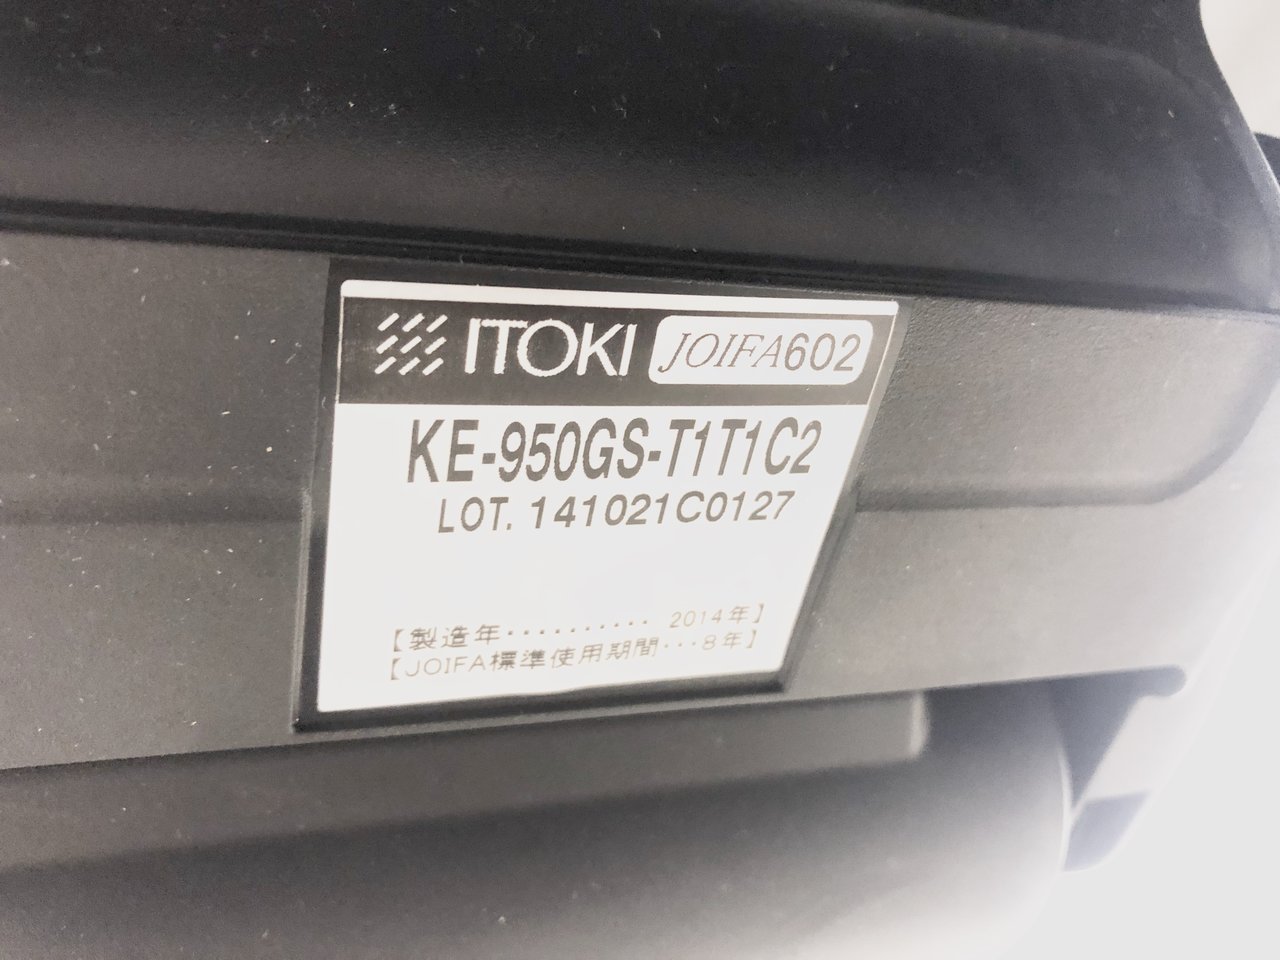 ITOKI JOIFA602
KE-950GS-T1T1C2
LOT. 141021C0127
【製造年・・・・・・・・・・ 2014年】
【JOIFA標準使用期間・・・8年】